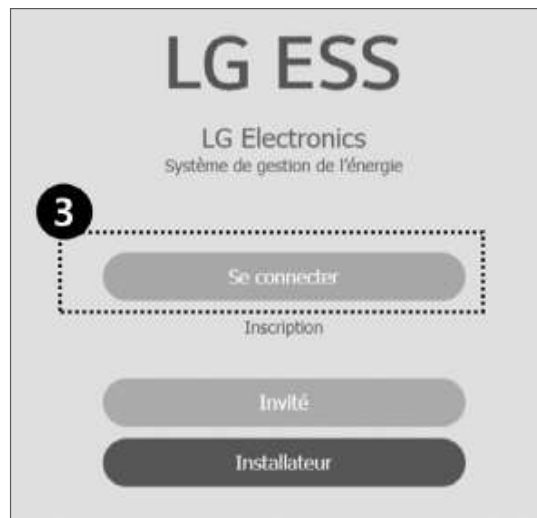 LG ESS
LG Electronics
Système de gestion de l'énergie
3
Se connecter
Inscription
Invité
Installateur